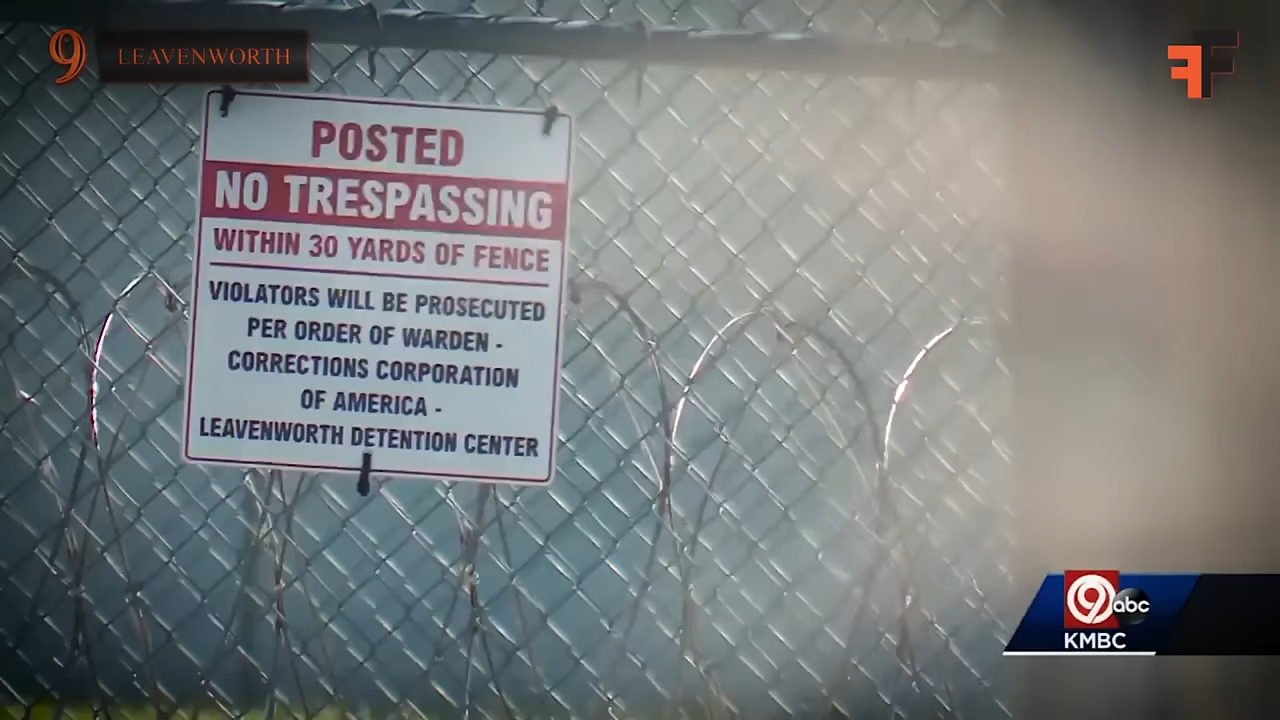 9 LEAVENWORTH
FF
POSTED
NO TRESPASSING
WITHIN 30 YARDS OF FENCE
VIOLATORS WILL BE PROSECUTED
PER ORDER OF WARDEN -
CORRECTIONS CORPORATION
OF AMERICA -
LEAVENWORTH DETENTION CENTER
9 abc
KMBC